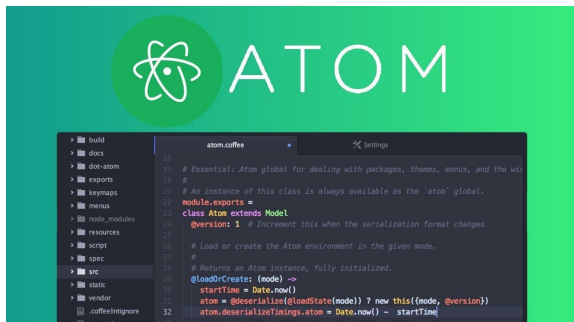 ATOM
build
docs
dot-atom
exports
keymaps
menus
node_modules
resources
script
spec
src
static
vendor
.coffeelintignore
atom.coffee
Settings
18
19 # Essential: Atom global for dealing with packages, themes, menus, and the win
20 #
21 # An instance of this class is always available as the `atom` global.
22 module.exports =
23 class Atom extends Model
24 @version: 1 # Increment this when the serialization format changes
25
26 # Load or create the Atom environment in the given mode.
27 #
28 # Returns an Atom instance, fully initialized.
29 @loadOrCreate: (mode) ->
30 startTime = Date.now()
31 atom = @deserialize(@loadState(mode)) ? new this({mode, @version})
32 atom.deserializeTimings.atom = Date.now() - startTime